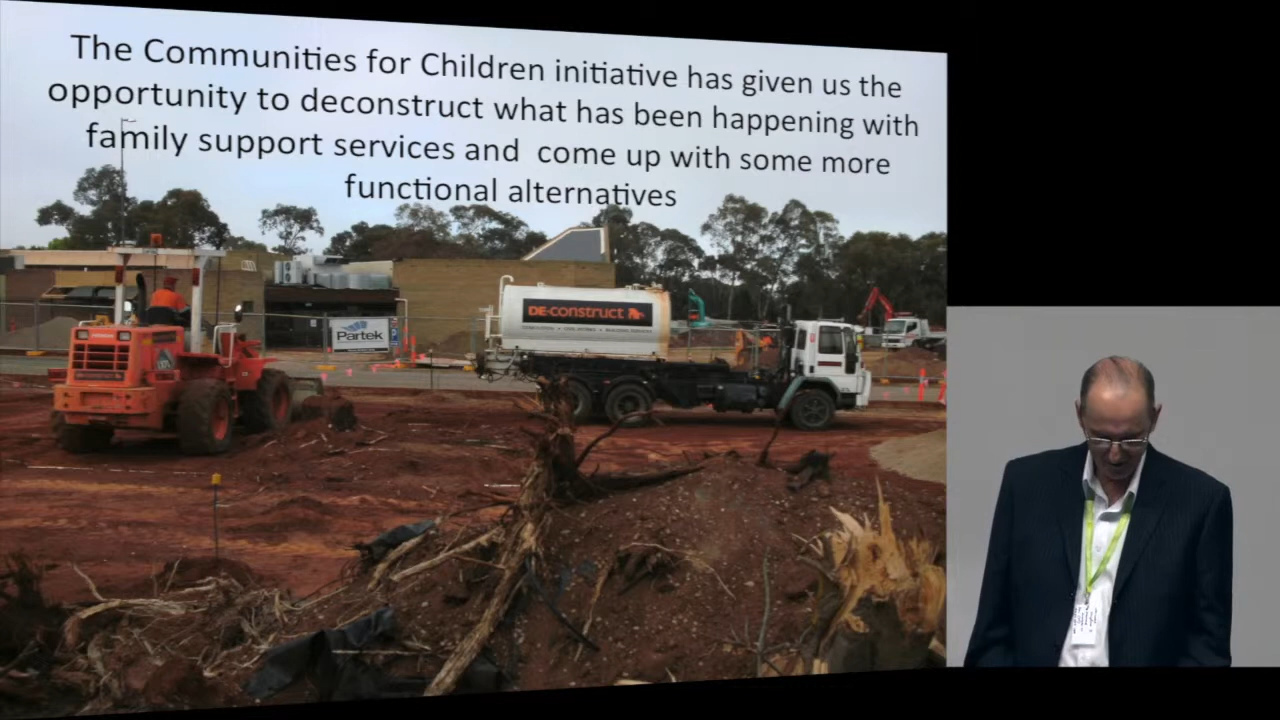 The Communities for Children initiative has given us the
opportunity to deconstruct what has been happening with
family support services and come up with some more
functional alternatives
DE-CONSTRUCT
Partek